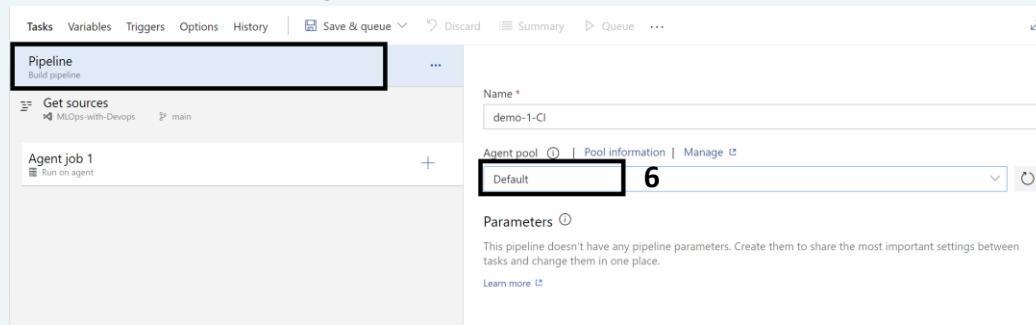 Tasks Variables Triggers Options History Save & queue Discard Summary Queue ...
Pipeline
Build pipeline
...
Get sources
MLOps-with-Devops main
Agent job 1
Run on agent
Name *
demo-1-CI
Agent pool | Pool information | Manage
Default
6
Parameters
This pipeline doesn't have any pipeline parameters. Create them to share the most important settings between
tasks and change them in one place.
Learn more